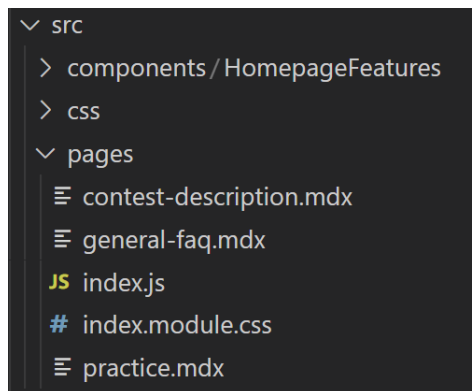 src
components/HomepageFeatures
css
pages
contest-description.mdx
general-faq.mdx
JS index.js
# index.module.css
practice.mdx